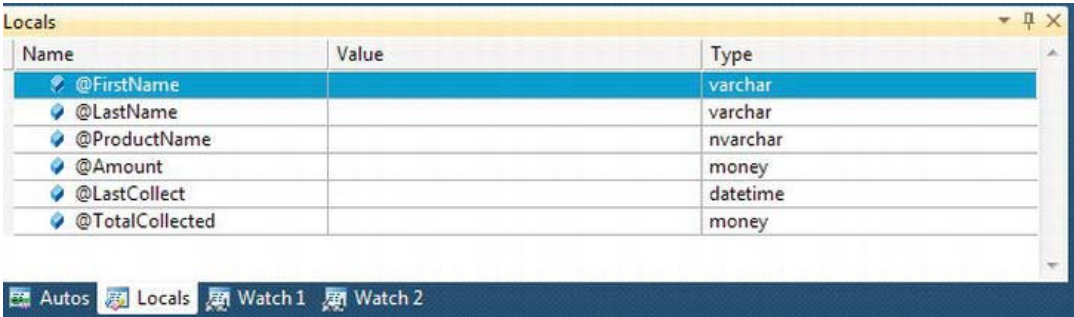 Locals
Name Value Type
@FirstName varchar
@LastName varchar
@ProductName nvarchar
@Amount money
@LastCollect datetime
@TotalCollected money
Autos Locals Watch 1 Watch 2